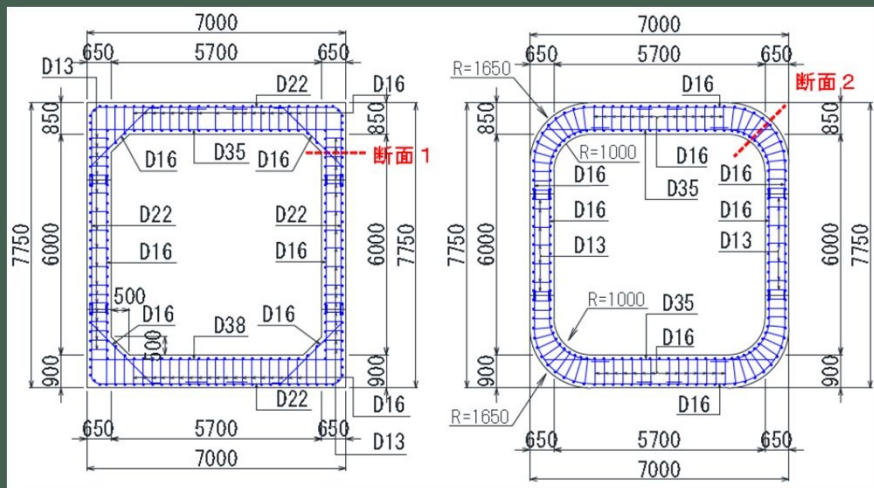 7000
650 5700 650
D13 D22 D16
850 850
D16 D35 D16 断面1
D22 D22
7750 6000 6000 7750
D16 D16
500
D16 D38 D16
500
900 900
D22 D16
D13
650 5700 650
7000
7000
650 5700 650
R=1650 D16 断面2
850 850
R=1000 D16
D35
D16 D16
D16 D16
7750 6000 6000 7750
D13 D13
R=1000 D35
D16
900 900
R=1650 D16
650 5700 650
7000